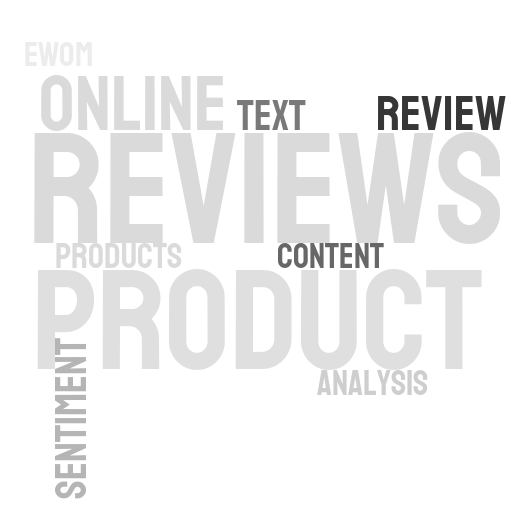 EWOM
ONLINE
TEXT
REVIEW
REVIEWS
PRODUCTS
CONTENT
PRODUCT
ANALYSIS
SENTIMENT